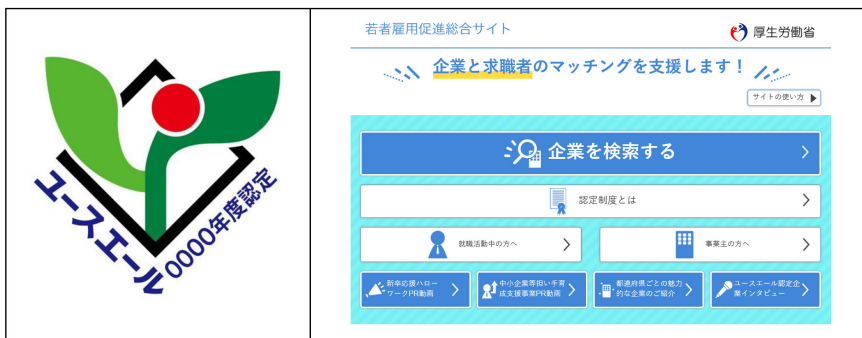 ユースエール0000年度認定
若者雇用促進総合サイト
厚生労働省
企業と求職者のマッチングを支援します！
サイトの使い方
企業を検索する
認定制度とは
就職活動中の方へ
事業主の方へ
新卒応援ハロー
ワークPR動画
中小企業等担い手育
成支援事業PR動画
都道府県ごとの魅力
的な企業のご紹介
ユースエール認定企
業インタビュー